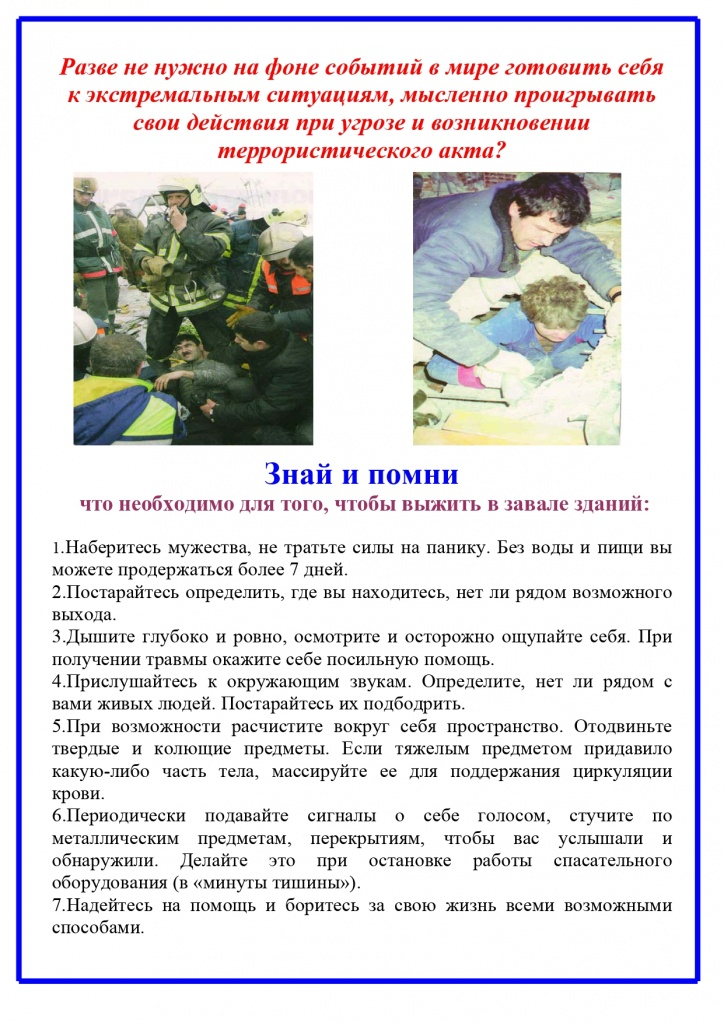 Разве не нужно на фоне событий в мире готовить себя
к экстремальным ситуациям, мысленно проигрывать
свои действия при угрозе и возникновении
террористического акта?
Знай и помни
что необходимо для того, чтобы выжить в завале зданий:
1.Наберитесь мужества, не тратьте силы на панику. Без воды и пищи вы
можете продержаться более 7 дней.
2.Постарайтесь определить, где вы находитесь, нет ли рядом возможного
выхода.
3.Дышите глубоко и ровно, осмотрите и осторожно ощупайте себя. При
получении травмы окажите себе посильную помощь.
4.Прислушайтесь к окружающим звукам. Определите, нет ли рядом с
вами живых людей. Постарайтесь их подбодрить.
5.При возможности расчистите вокруг себя пространство. Отодвиньте
твердые и колющие предметы. Если тяжелым предметом придавило
какую-либо часть тела, массируйте ее для поддержания циркуляции
крови.
6.Периодически подавайте сигналы о себе голосом, стучите по
металлическим предметам, перекрытиям, чтобы вас услышали и
обнаружили. Делайте это при остановке работы спасательного
оборудования (в «минуты тишины»).
7.Надейтесь на помощь и боритесь за свою жизнь всеми возможными
способами.